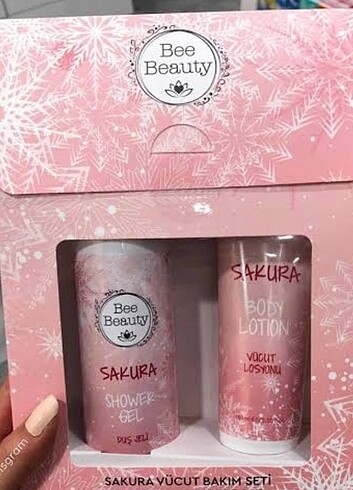 Bee
Beauty
Bee
Beauty
SAKURA
SHOWER
GEL
DUŞ JELİ
SAKURA
BODY
LOTION
VÜCUT
LOSYONU
SAKURA VÜCUT BAKIM SETİ